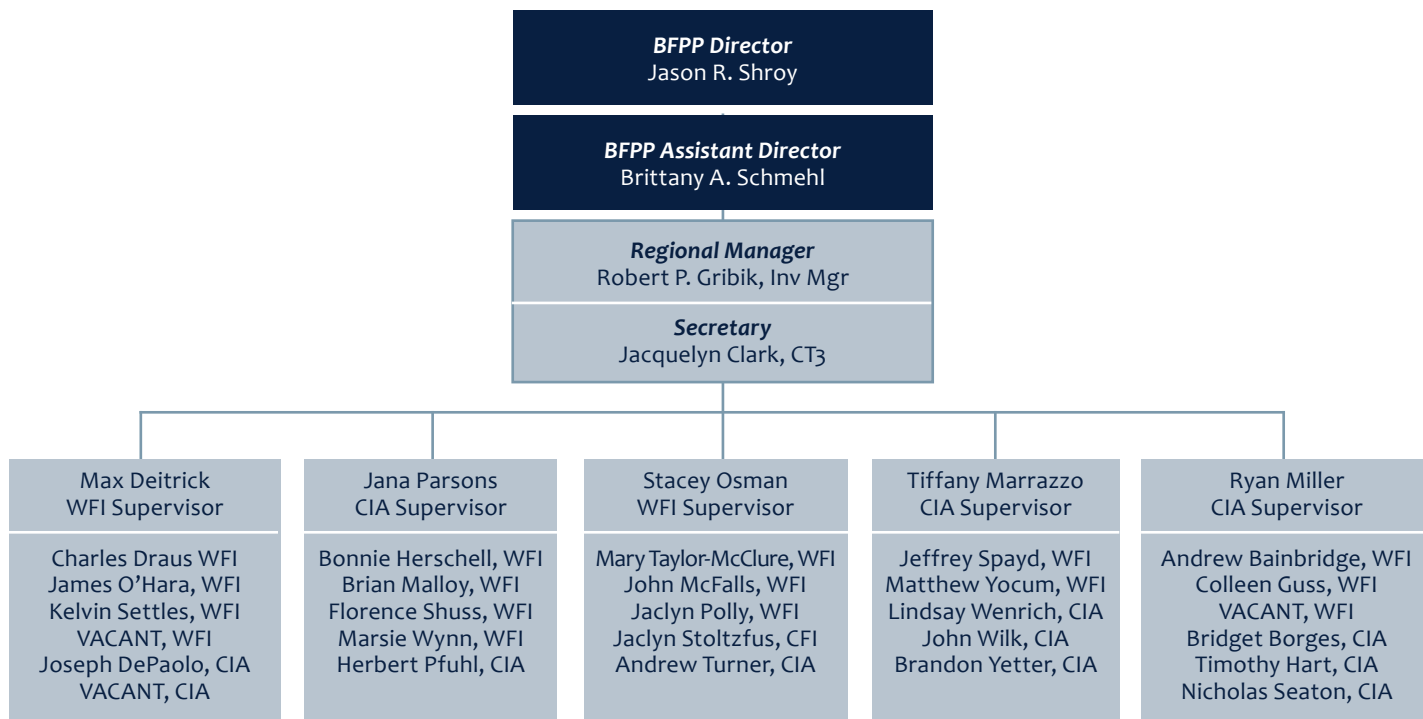 BFPP Director
Jason R. Shroy
BFPP Assistant Director
Brittany A. Schmehl
Regional Manager
Robert P. Gribik, Inv Mgr
Secretary
Jacquelyn Clark, CT3
Max Deitrick
WFI Supervisor
Charles Draus WFI
James O’Hara, WFI
Kelvin Settles, WFI
VACANT, WFI
Joseph DePaolo, CIA
VACANT, CIA
Jana Parsons
CIA Supervisor
Bonnie Herschell, WFI
Brian Malloy, WFI
Florence Shuss, WFI
Marsie Wynn, WFI
Herbert Pfuhl, CIA
Stacey Osman
WFI Supervisor
Mary Taylor-McClure, WFI
John McFalls, WFI
Jaclyn Polly, WFI
Jaclyn Stoltzfus, CFI
Andrew Turner, CIA
Tiffany Marrazzo
CIA Supervisor
Jeffrey Spayd, WFI
Matthew Yocum, WFI
Lindsay Wenrich, CIA
John Wilk, CIA
Brandon Yetter, CIA
Ryan Miller
CIA Supervisor
Andrew Bainbridge, WFI
Colleen Guss, WFI
VACANT, WFI
Bridget Borges, CIA
Timothy Hart, CIA
Nicholas Seaton, CIA